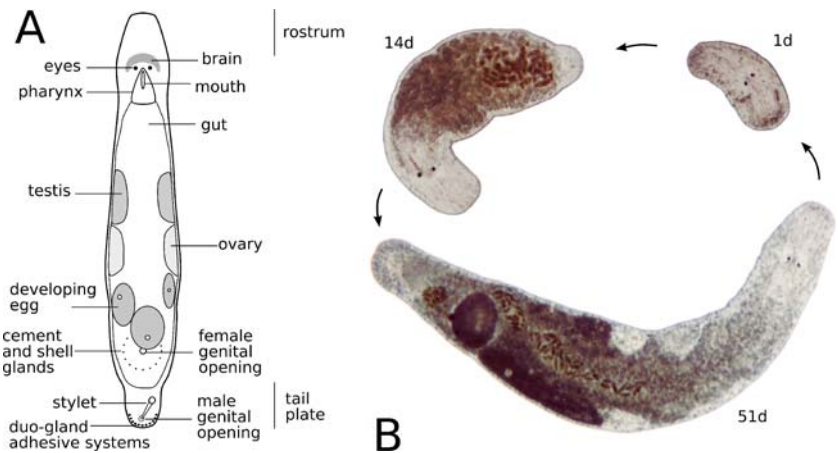 A
rostrum
brain
eyes
mouth
pharynx
gut
testis
ovary
developing
egg
cement
and shell
glands
female
genital
opening
stylet
male
genital
opening
tail
plate
duo-gland
adhesive systems
B
14d
1d
51d